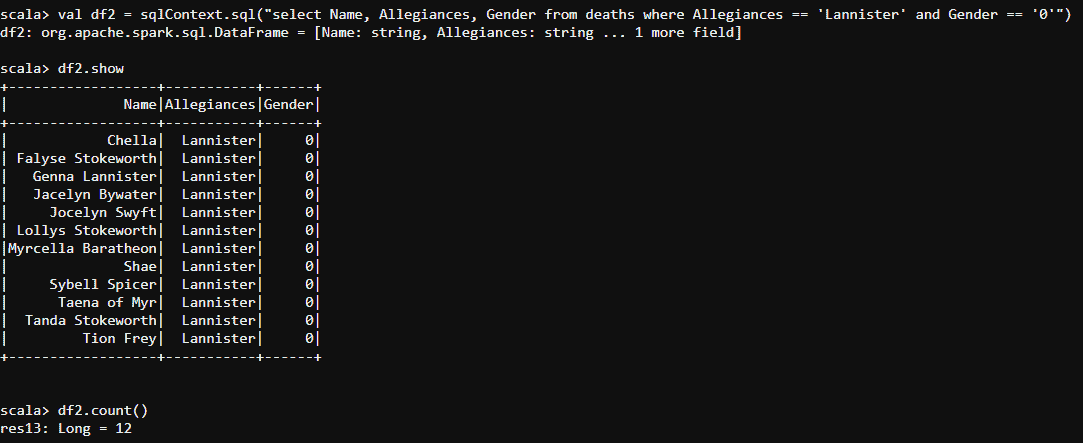 scala> val df2 = sqlContext.sql("select Name, Allegiances, Gender from deaths where Allegiances == 'Lannister' and Gender == '0'")
df2: org.apache.spark.sql.DataFrame = [Name: string, Allegiances: string ... 1 more field]
scala> df2.show
+------------------+-----------+------+
|              Name|Allegiances|Gender|
+------------------+-----------+------+
|            Chella|  Lannister|     0|
| Falyse Stokeworth|  Lannister|     0|
|   Genna Lannister|  Lannister|     0|
|   Jacelyn Bywater|  Lannister|     0|
|     Jocelyn Swyft|  Lannister|     0|
| Lollys Stokeworth|  Lannister|     0|
|Myrcella Baratheon|  Lannister|     0|
|              Shae|  Lannister|     0|
|     Sybell Spicer|  Lannister|     0|
|      Taena of Myr|  Lannister|     0|
|  Tanda Stokeworth|  Lannister|     0|
|         Tion Frey|  Lannister|     0|
+------------------+-----------+------+
scala> df2.count()
res13: Long = 12